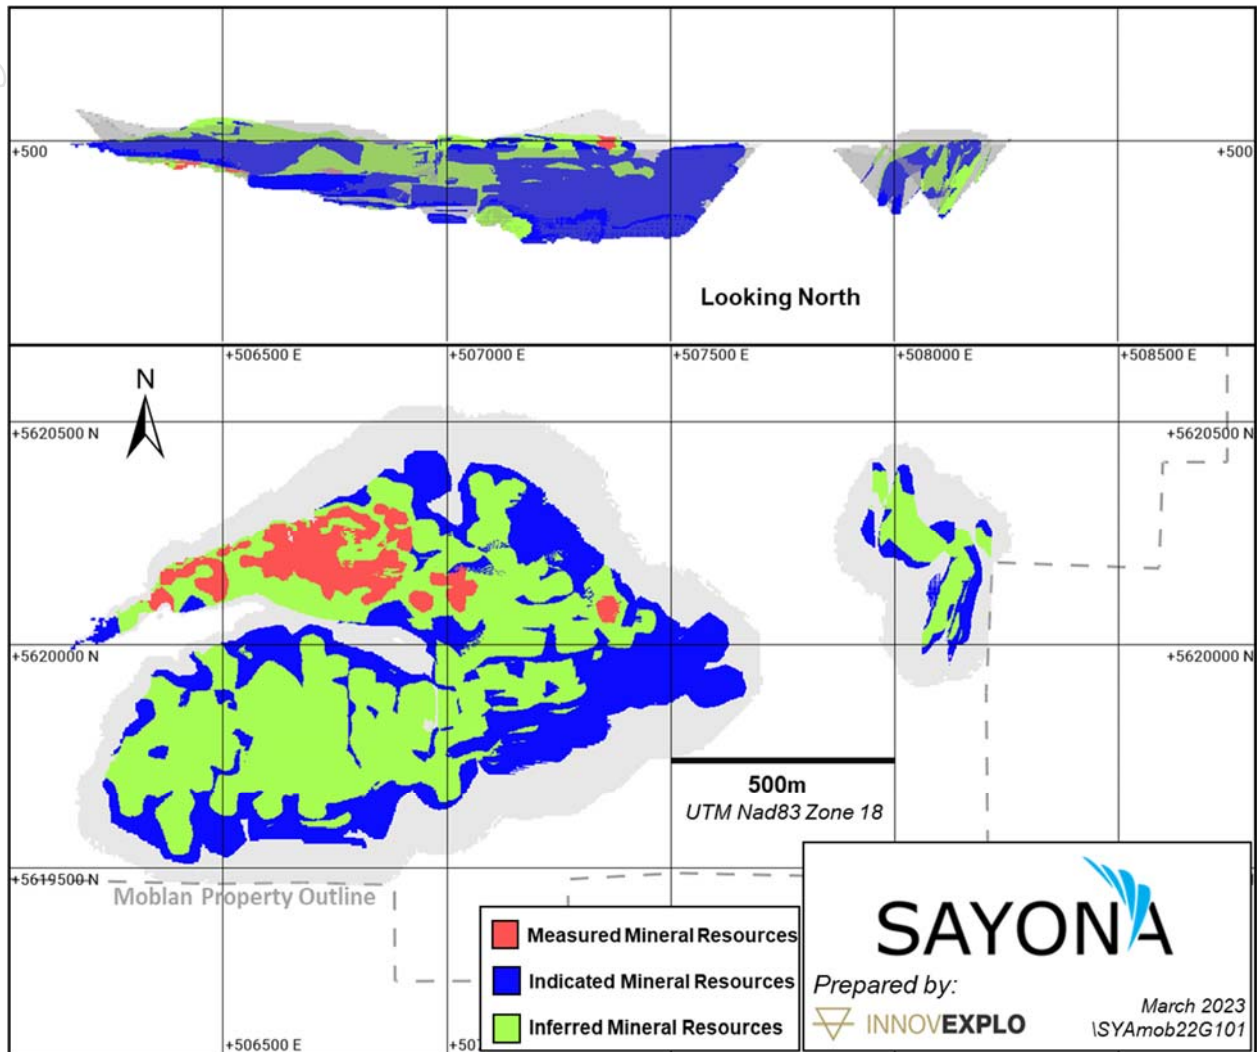 +500
+500
Looking North
+506500 E
+507000 E
+507500 E
+508000 E
+508500 E
N
+5620500 N
+5620500 N
+5620000 N
+5620000 N
500m
UTM Nad83 Zone 18
+5619500 N
Moblan Property Outline
Measured Mineral Resources
Indicated Mineral Resources
Inferred Mineral Resources
SAYONA
Prepared by:
INNOVEXPLO
March 2023
\SYAmob22G101
+506500 E
+507